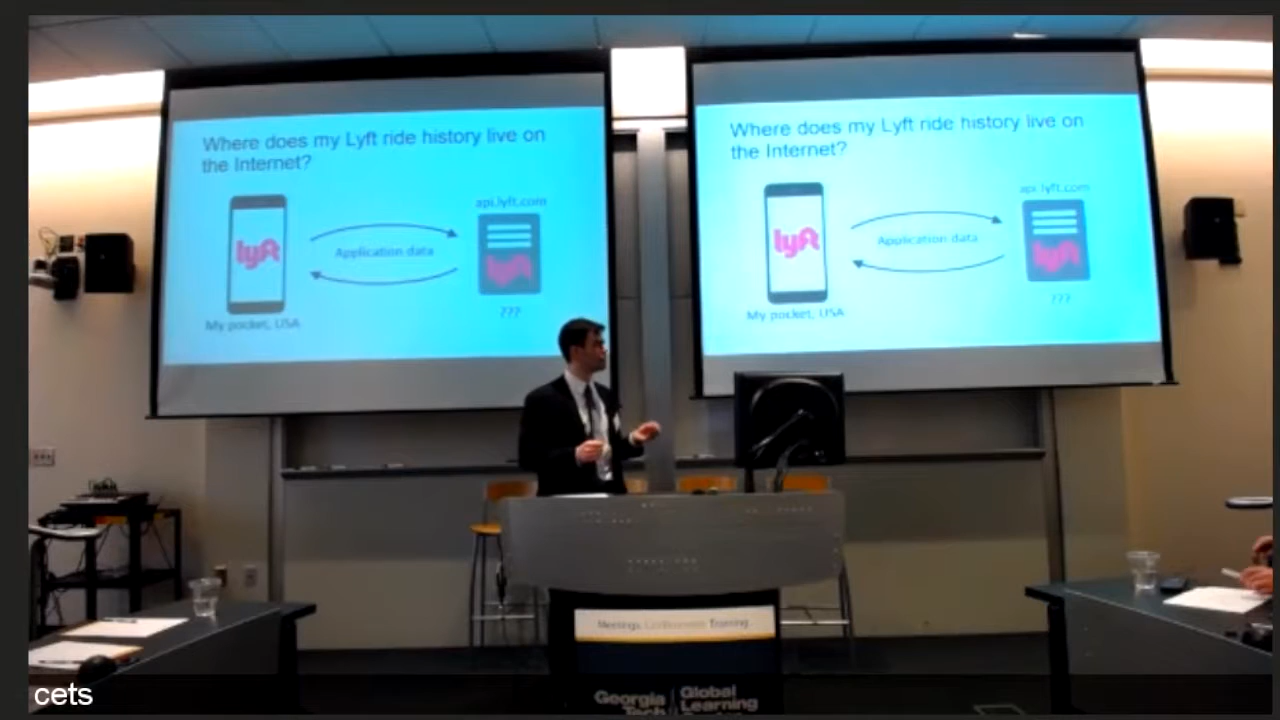 Where does my Lyft ride history live on
the Internet?
api.lyft.com
lyft
Application data
lyft
My pocket, USA
???
Where does my Lyft ride history live on
the Internet?
api.lyft.com
lyft
Application data
lyft
My pocket, USA
???
Meetings Conferences Training
Georgia Tech
Global Learning
cets